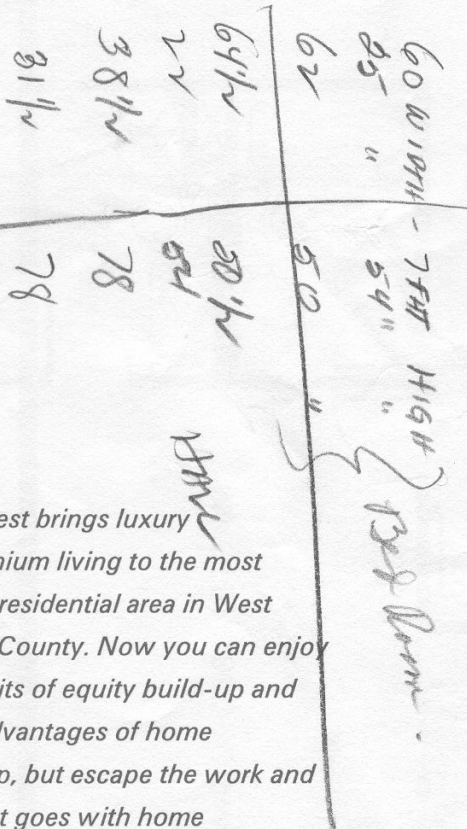 60 WIDTH - 7 FHT HIGH
25 " 54" " Bed Room
62 "
64 1/2 50 1/2
22 54
38 1/2 78
31 1/2 78
est brings luxury
nium living to the most
residential area in West
County. Now you can enjoy
its of equity build-up and
dvantages of home
p, but escape the work and
t goes with home